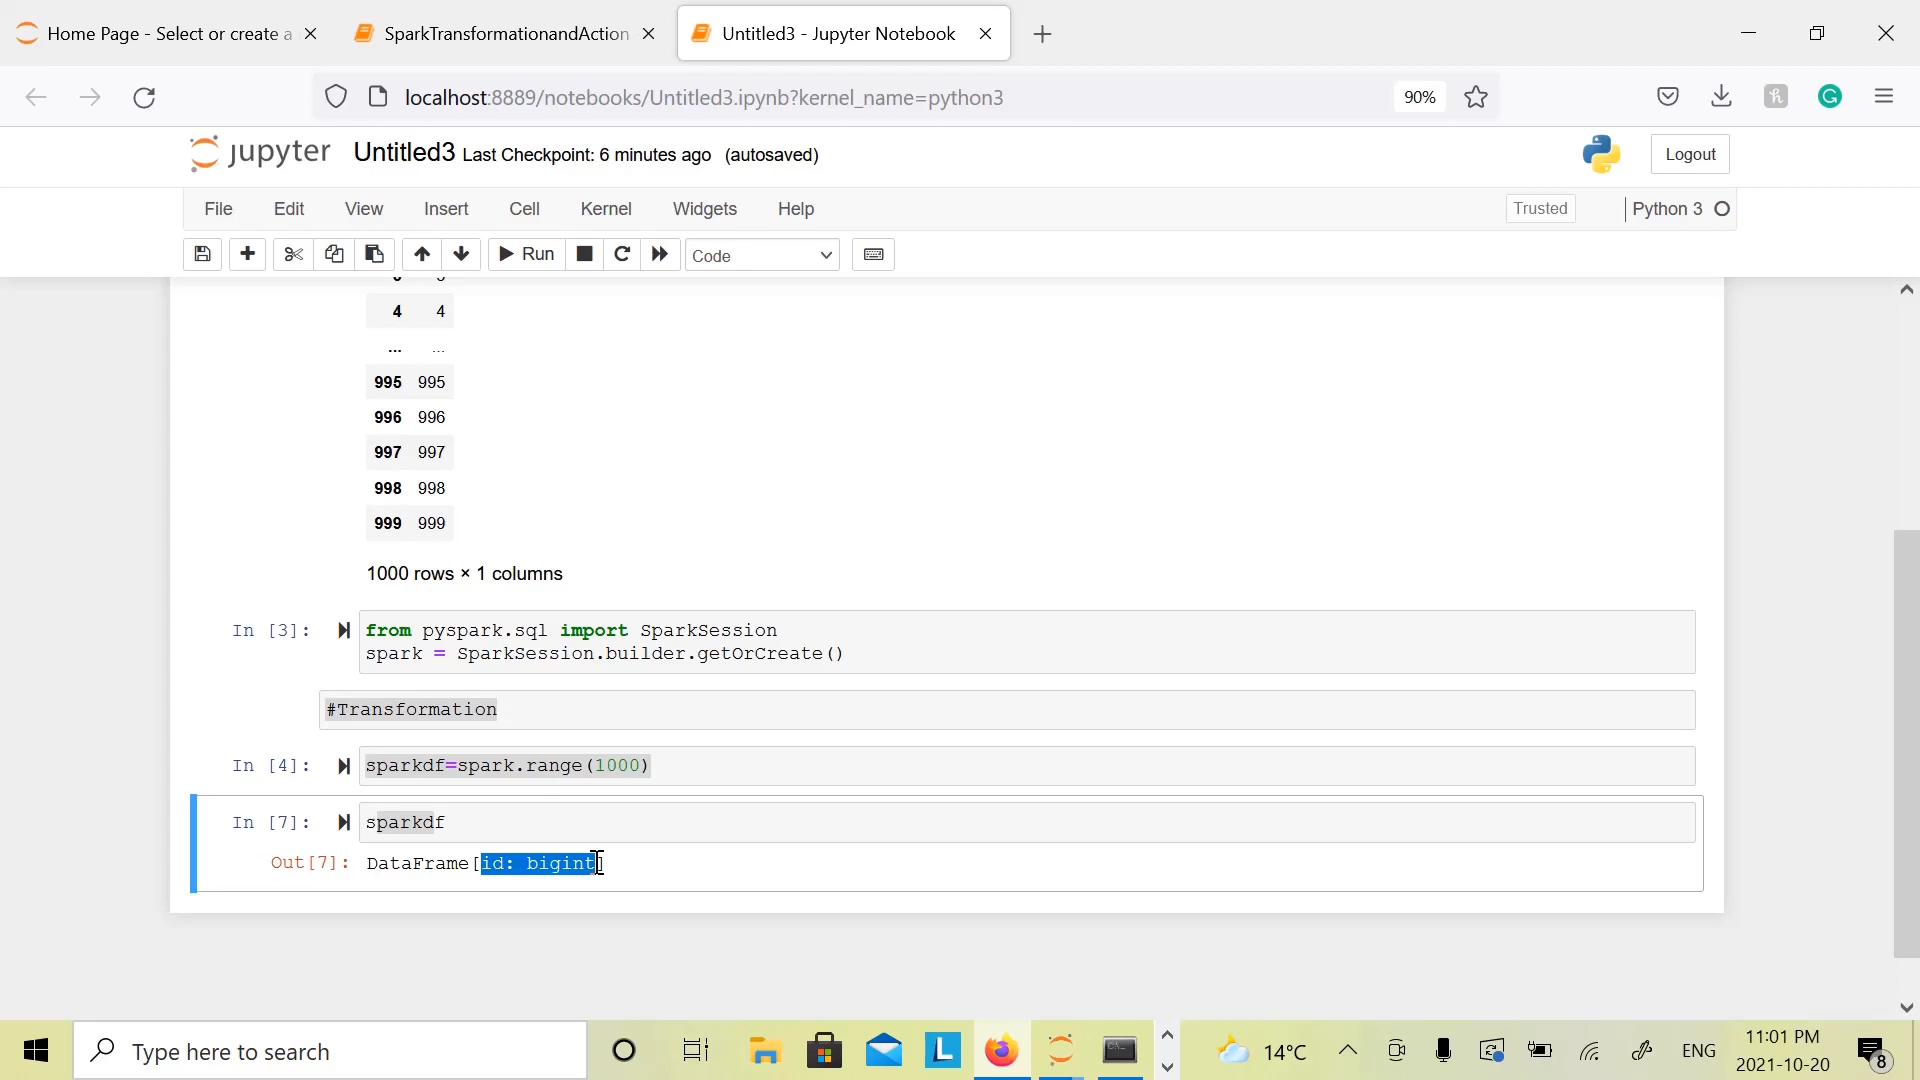 Home Page - Select or create a
SparkTransformationandAction
Untitled3 - Jupyter Notebook
localhost:8889/notebooks/Untitled3.ipynb?kernel_name=python3
90%
jupyter Untitled3 Last Checkpoint: 6 minutes ago (autosaved)
Logout
File Edit View Insert Cell Kernel Widgets Help
Trusted
Python 3
Run
Code
4 4
... ...
995 995
996 996
997 997
998 998
999 999
1000 rows × 1 columns
In [3]: from pyspark.sql import SparkSession
spark = SparkSession.builder.getOrCreate()
#Transformation
In [4]: sparkdf=spark.range(1000)
In [7]: sparkdf
Out[7]: DataFrame[id: bigint]
Type here to search
L
14°C
ENG
11:01 PM
2021-10-20
8